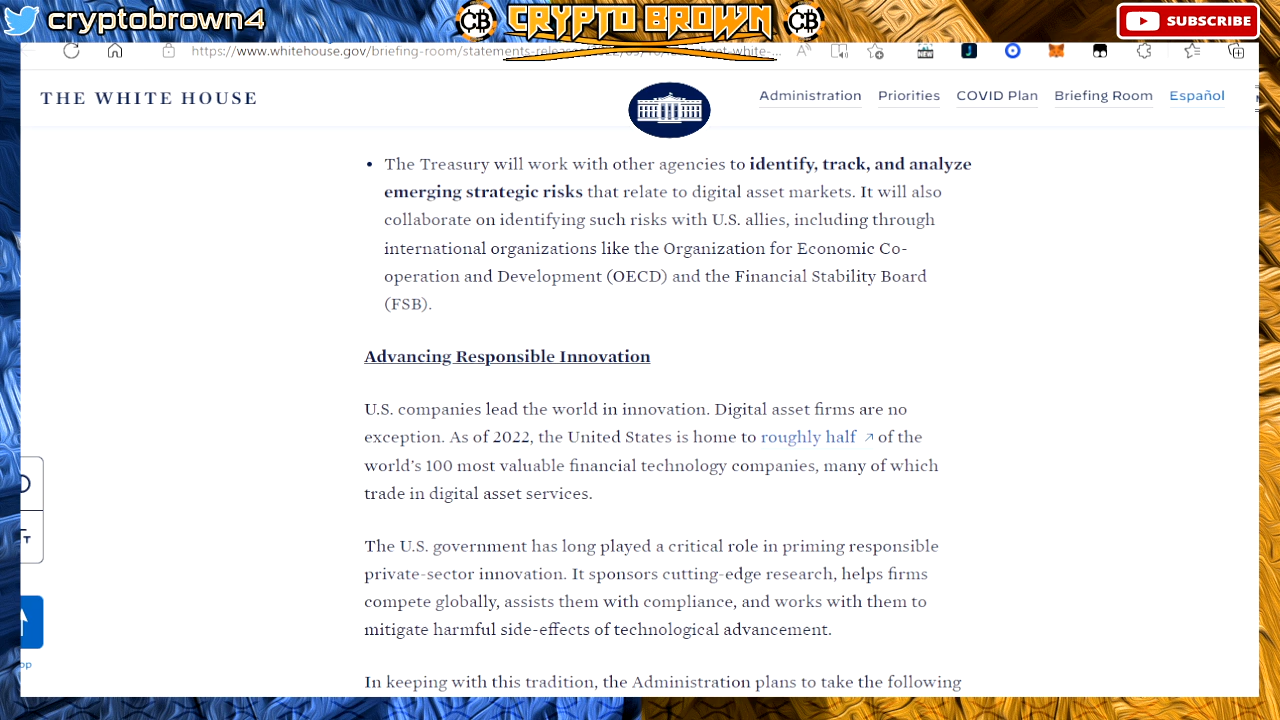 cryptobrown4
CB CRYPTO BROWN CB
SUBSCRIBE
https://www.whitehouse.gov/briefing-room/statements-relea
THE WHITE HOUSE
Administration Priorities COVID Plan Briefing Room Español
• The Treasury will work with other agencies to identify, track, and analyze
emerging strategic risks that relate to digital asset markets. It will also
collaborate on identifying such risks with U.S. allies, including through
international organizations like the Organization for Economic Co-
operation and Development (OECD) and the Financial Stability Board
(FSB).
Advancing Responsible Innovation
U.S. companies lead the world in innovation. Digital asset firms are no
exception. As of 2022, the United States is home to roughly half ↗ of the
world's 100 most valuable financial technology companies, many of which
trade in digital asset services.
The U.S. government has long played a critical role in priming responsible
private-sector innovation. It sponsors cutting-edge research, helps firms
compete globally, assists them with compliance, and works with them to
mitigate harmful side-effects of technological advancement.
In keeping with this tradition, the Administration plans to take the following